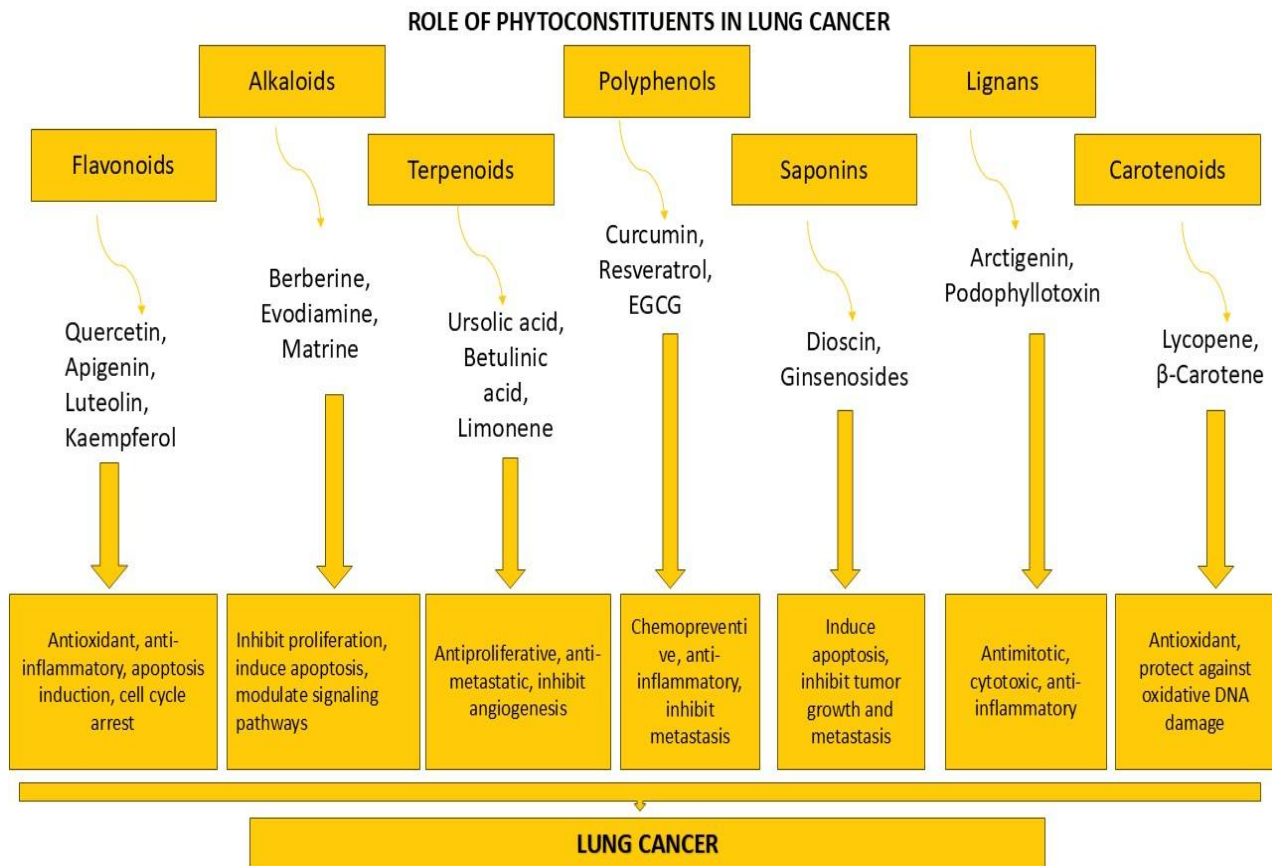 ROLE OF PHYTOCONSTITUENTS IN LUNG CANCER
Alkaloids
Polyphenols
Lignans
Flavonoids
Terpenoids
Saponins
Carotenoids
Quercetin,
Apigenin,
Luteolin,
Kaempferol
Berberine,
Evodiamine,
Matrine
Ursolic acid,
Betulinic
acid,
Limonene
Curcumin,
Resveratrol,
EGCG
Dioscin,
Ginsenosides
Arctigenin,
Podophyllotoxin
Lycopene,
β-Carotene
Antioxidant, anti-
inflammatory, apoptosis
induction, cell cycle
arrest
Inhibit proliferation,
induce apoptosis,
modulate signaling
pathways
Antiproliferative, anti-
metastatic, inhibit
angiogenesis
Chemopreventi
ve, anti-
inflammatory,
inhibit
metastasis
Induce
apoptosis,
inhibit tumor
growth and
metastasis
Antimitotic,
cytotoxic, anti-
inflammatory
Antioxidant,
protect against
oxidative DNA
damage
LUNG CANCER